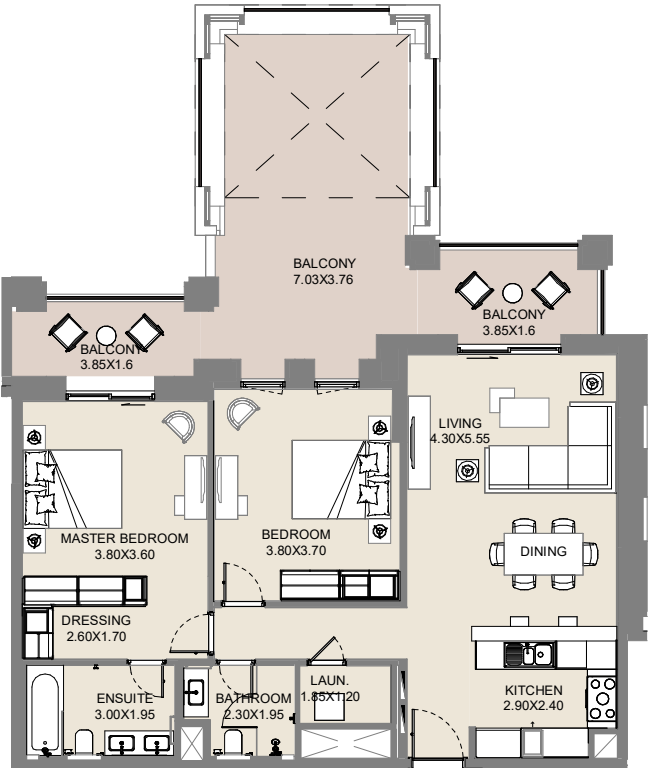 BALCONY
7.03X3.76
BALCONY
3.85X1.6
BALCONY
3.85X1.6
LIVING
4.30X5.55
MASTER BEDROOM
3.80X3.60
BEDROOM
3.80X3.70
DINING
DRESSING
2.60X1.70
ENSUITE
3.00X1.95
BATHROOM
2.30X1.95
LAUN.
1.85X1.20
KITCHEN
2.90X2.40